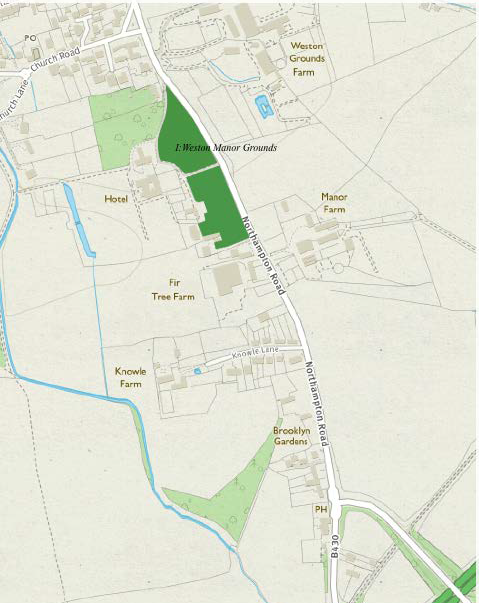 PO
Church Road
Church Lane
Weston
Grounds
Farm
I:Weston Manor Grounds
Hotel
Manor
Farm
Northampton Road
Fir
Tree Farm
Knowle Lane
Knowle
Farm
Northampton Road
Brooklyn
Gardens
PH
B430